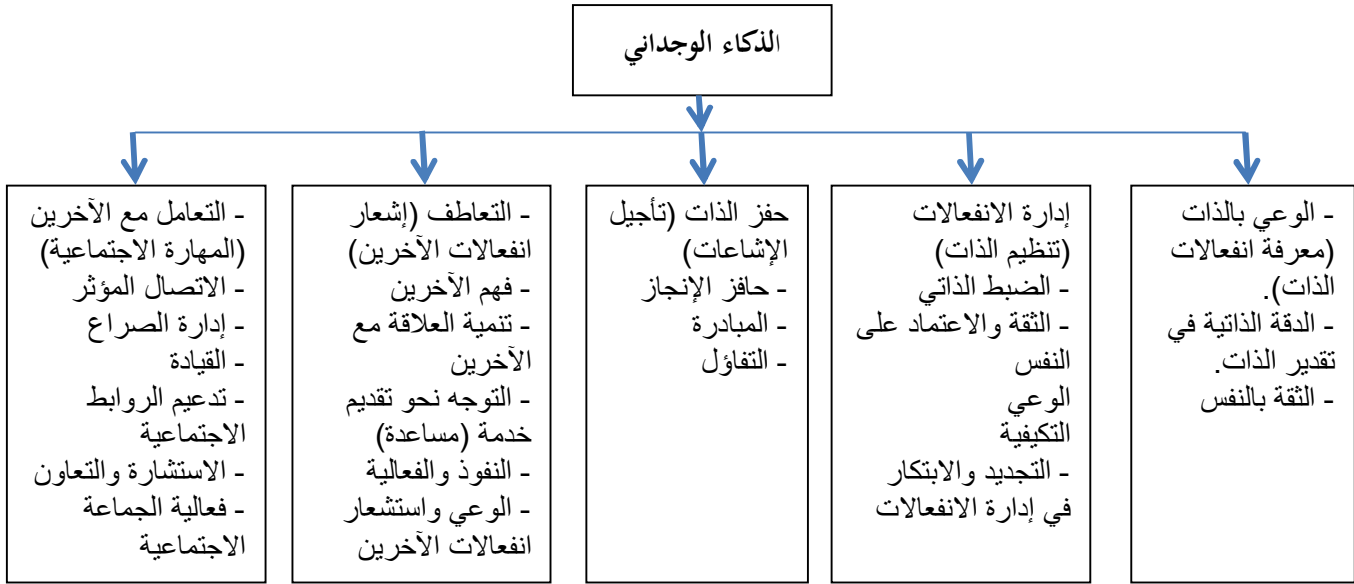 الذكاء الوجداني
- الوعي بالذات
(معرفة انفعالات
الذات).
- الدقة الذاتية في
تقدير الذات.
- الثقة بالنفس
إدارة الانفعالات
(تنظيم الذات)
- الضبط الذاتي
- الثقة والاعتماد على
النفس
الوعي
التكيفية
- التجديد والابتكار
في إدارة الانفعالات
حفز الذات (تأجيل
الإشاعات)
- حافز الإنجاز
- المبادرة
- التفاؤل
- التعاطف (إشعار
انفعالات الآخرين)
- فهم الآخرين
- تنمية العلاقة مع
الآخرين
- التوجه نحو تقديم
خدمة (مساعدة)
- النفوذ والفعالية
- الوعي واستشعار
انفعالات الآخرين
- التعامل مع الآخرين
(المهارة الاجتماعية)
- الاتصال المؤثر
- إدارة الصراع
- القيادة
- تدعيم الروابط
الاجتماعية
- الاستشارة والتعاون
- فعالية الجماعة
الاجتماعية